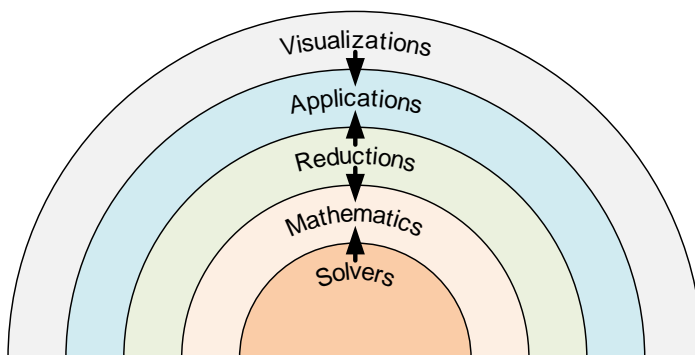 Visualizations
Applications
Reductions
Mathematics
Solvers